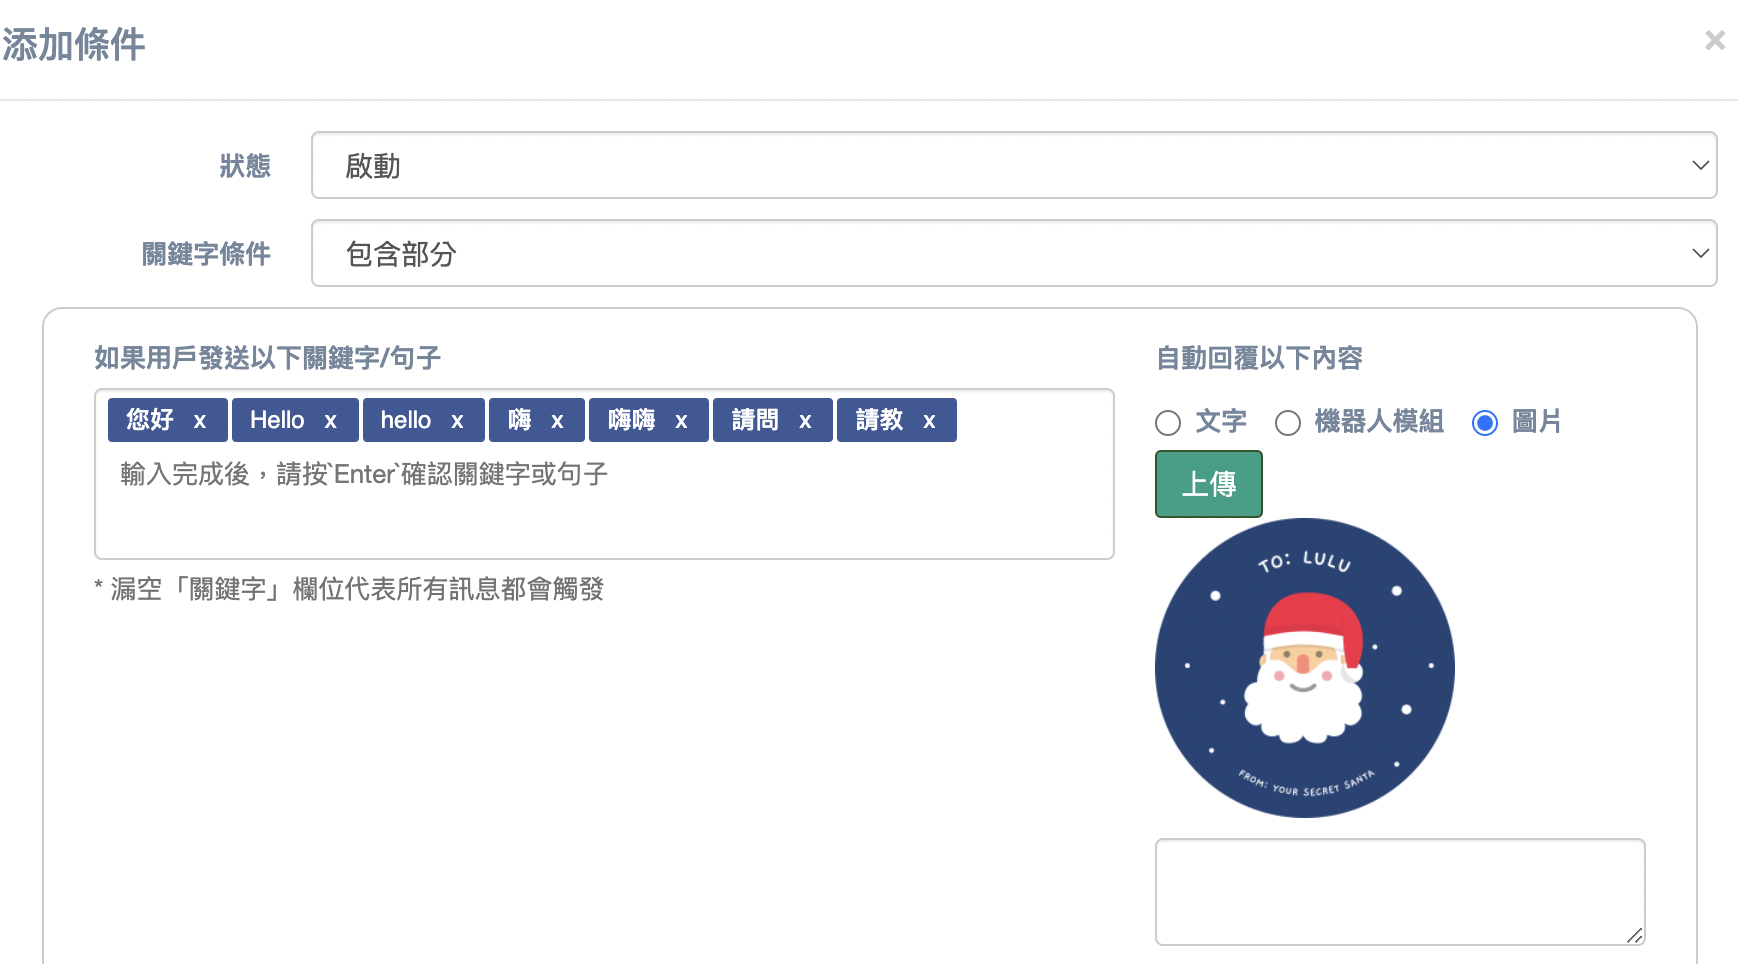 添加條件 ×
狀態 啟動
關鍵字條件 包含部分
如果用戶發送以下關鍵字/句子
您好 x Hello x hello x 嗨 x 嗨嗨 x 請問 x 請教 x
輸入完成後，請按`Enter`確認關鍵字或句子
* 漏空「關鍵字」欄位代表所有訊息都會觸發
自動回覆以下內容
文字 機器人模組 圖片
上傳
TO: LULU
FROM: YOUR SECRET SANTA